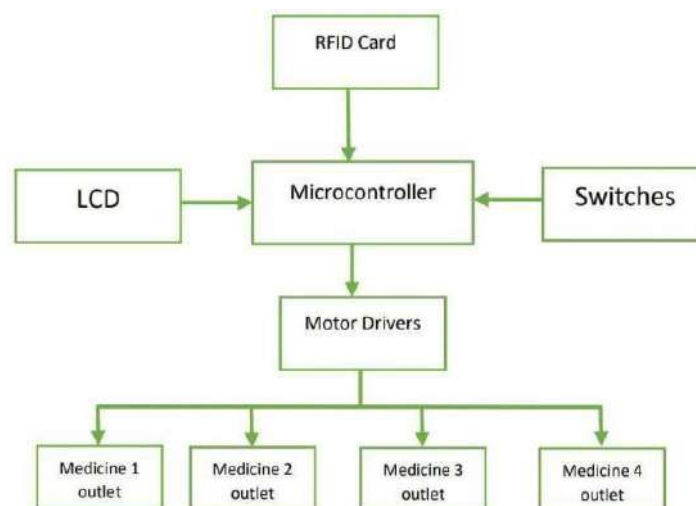 RFID Card
LCD
Microcontroller
Switches
Motor Drivers
Medicine 1
outlet
Medicine 2
outlet
Medicine 3
outlet
Medicine 4
outlet